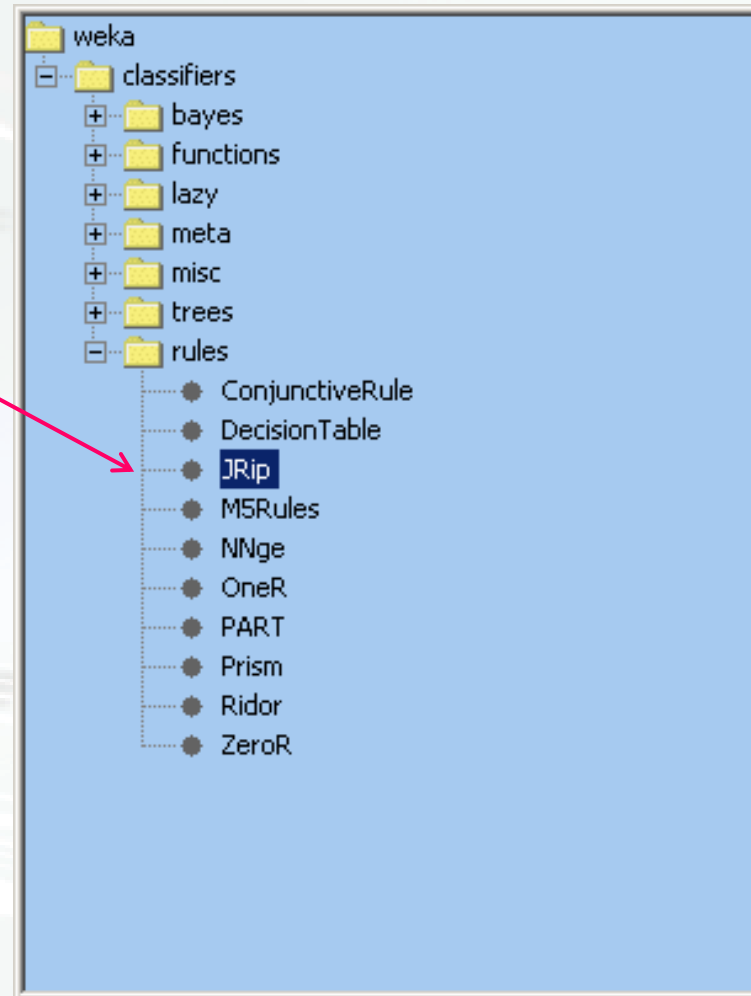 weka
classifiers
bayes
functions
lazy
meta
misc
trees
rules
ConjunctiveRule
DecisionTable
JRip
M5Rules
NNge
OneR
PART
Prism
Ridor
ZeroR